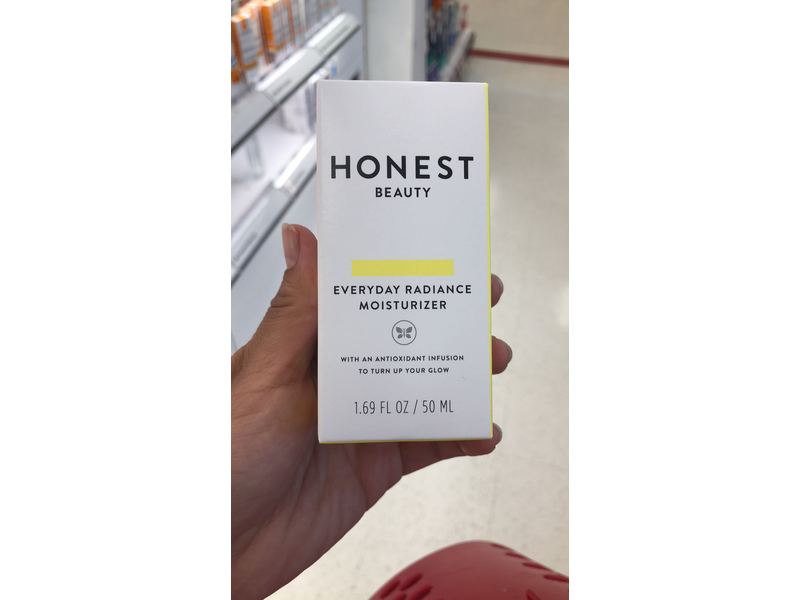 HONEST
BEAUTY
EVERYDAY RADIANCE
MOISTURIZER
WITH AN ANTIOXIDANT INFUSION
TO TURN UP YOUR GLOW
1.69 FL OZ / 50 ML